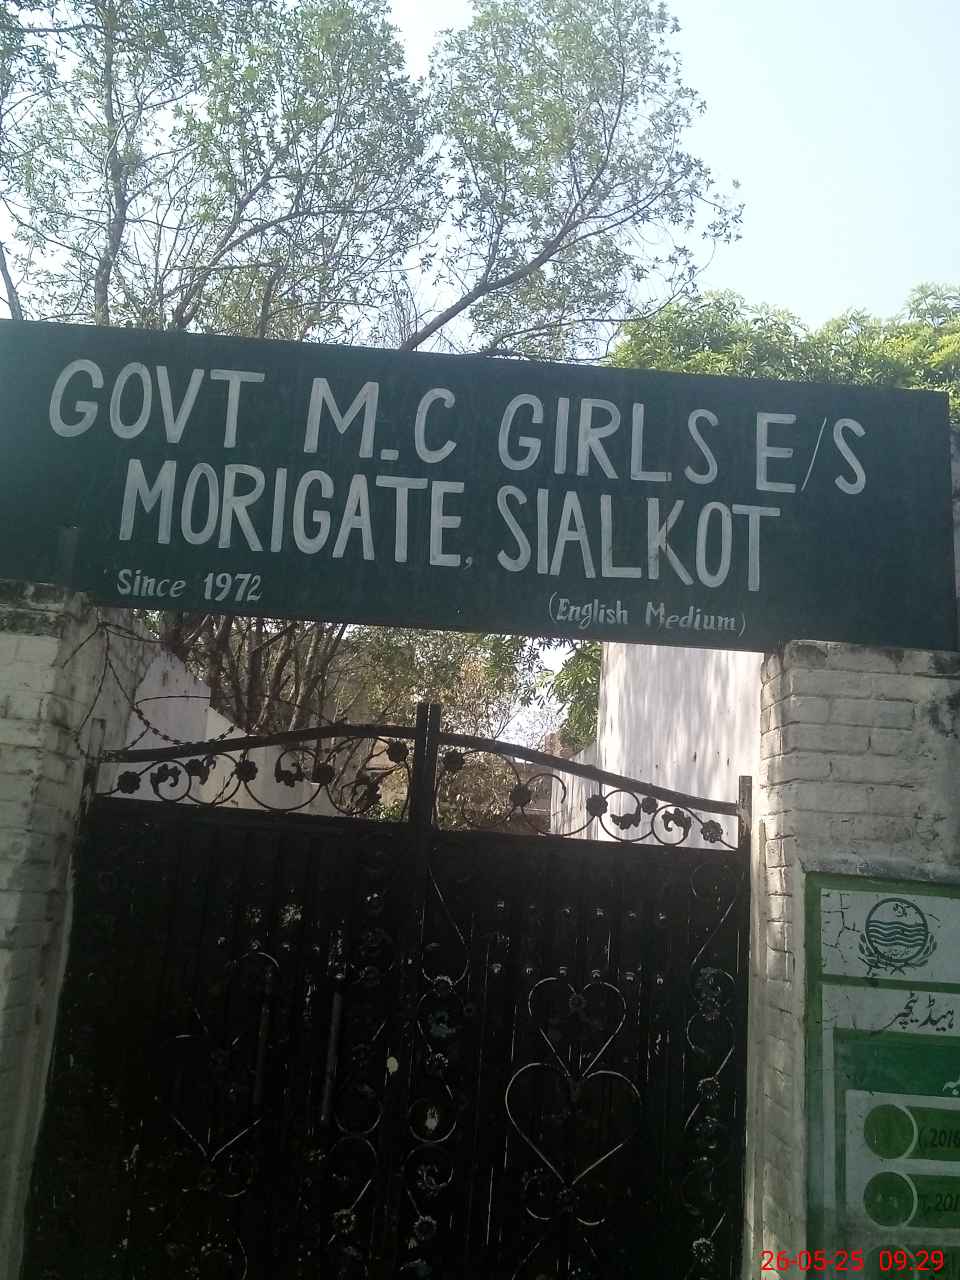 GOVT M-C GIRLS E/S
MORIGATE, SIALKOT
Since 1972
(English Medium)
ہیڈ ٹیچر
26-05-25 09:29